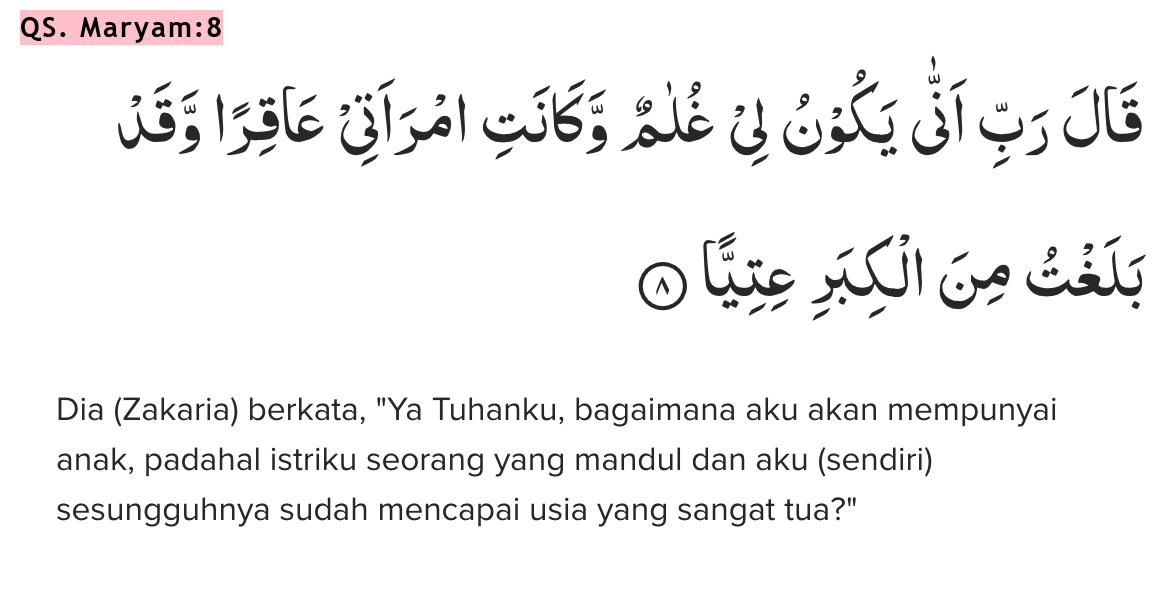 QS. Maryam:8
قَالَ رَبِّ اَنّٰى يَكُوْنُ لِيْ غُلٰمٌ وَّكَانَتِ امْرَاَتِيْ عَاقِرًا وَّقَدْ
بَلَغْتُ مِنَ الْكِبَرِ عِتِيًّا ۝٨
Dia (Zakaria) berkata, "Ya Tuhanku, bagaimana aku akan mempunyai
anak, padahal istriku seorang yang mandul dan aku (sendiri)
sesungguhnya sudah mencapai usia yang sangat tua?"